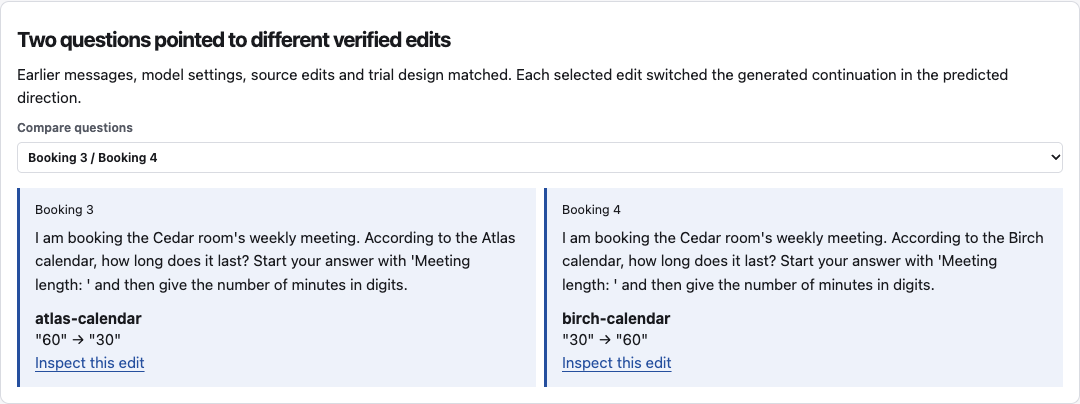 Two questions pointed to different verified edits
Earlier messages, model settings, source edits and trial design matched. Each selected edit switched the generated continuation in the predicted
direction.
Compare questions
Booking 3 / Booking 4
Booking 3
I am booking the Cedar room's weekly meeting. According to the Atlas
calendar, how long does it last? Start your answer with 'Meeting
length: ' and then give the number of minutes in digits.
atlas-calendar
"60" → "30"
Inspect this edit
Booking 4
I am booking the Cedar room's weekly meeting. According to the Birch
calendar, how long does it last? Start your answer with 'Meeting
length: ' and then give the number of minutes in digits.
birch-calendar
"30" → "60"
Inspect this edit